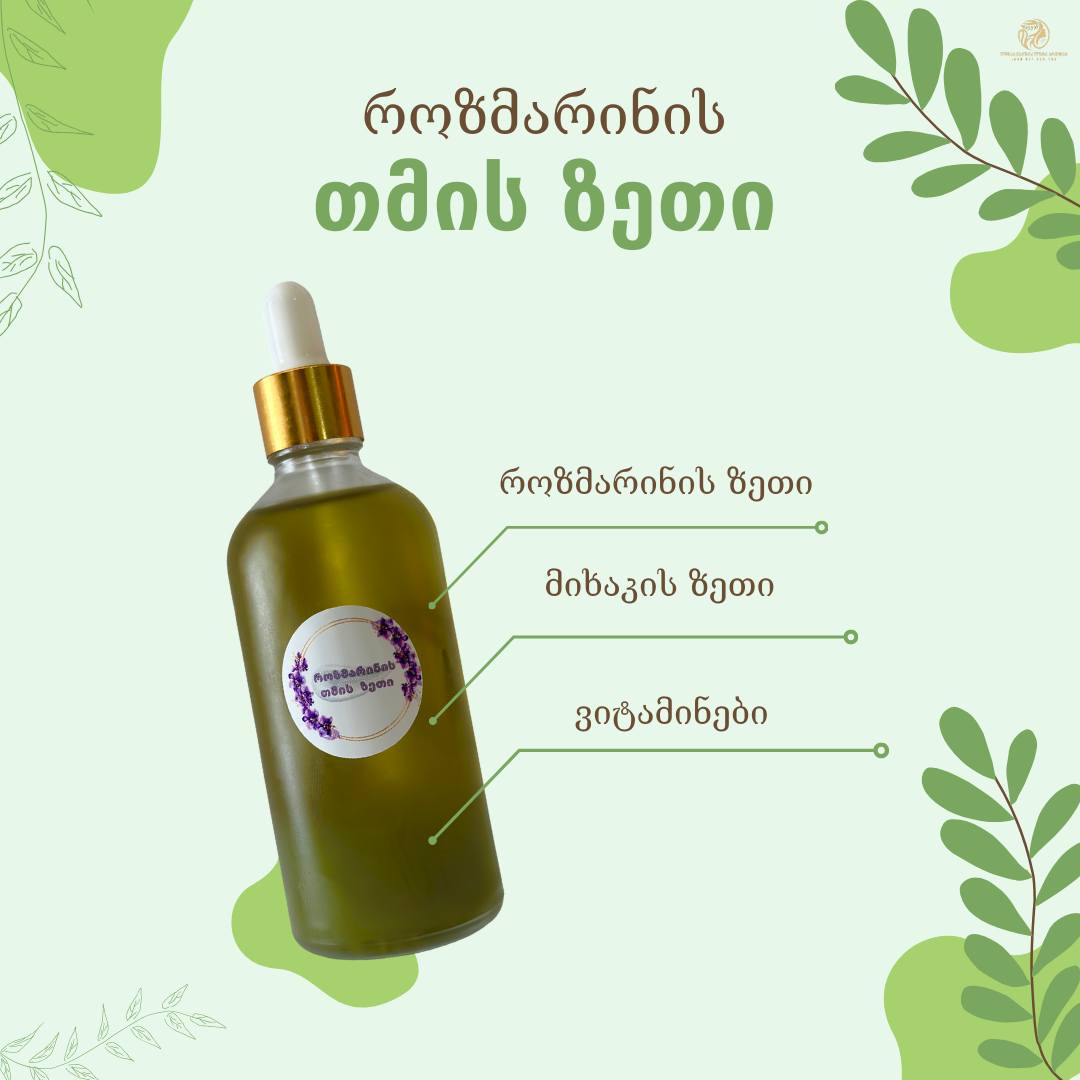 როზმარინის
თმის ზეთი
როზმარინის ზეთი
მიხაკის ზეთი
როზმარინის
თმის ზეთი
ვიტამინები